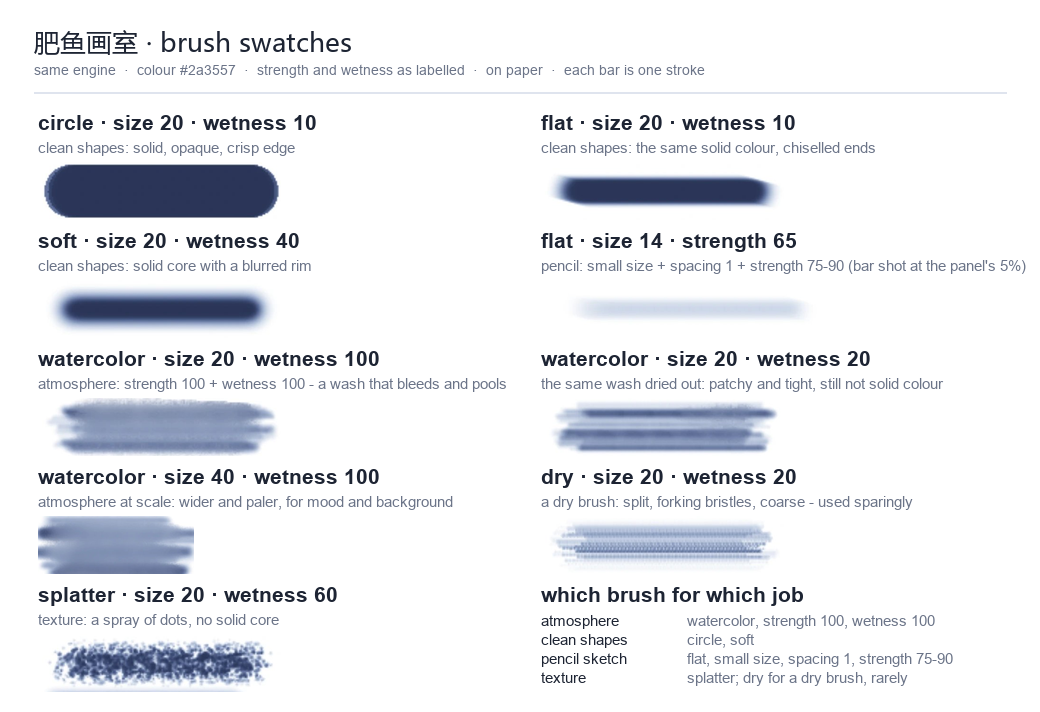 肥鱼画室 · brush swatches
same engine · colour #2a3557 · strength and wetness as labelled · on paper · each bar is one stroke
circle · size 20 · wetness 10
clean shapes: solid, opaque, crisp edge
flat · size 20 · wetness 10
clean shapes: the same solid colour, chiselled ends
soft · size 20 · wetness 40
clean shapes: solid core with a blurred rim
flat · size 14 · strength 65
pencil: small size + spacing 1 + strength 75-90 (bar shot at the panel's 5%)
watercolor · size 20 · wetness 100
atmosphere: strength 100 + wetness 100 - a wash that bleeds and pools
watercolor · size 20 · wetness 20
the same wash dried out: patchy and tight, still not solid colour
watercolor · size 40 · wetness 100
atmosphere at scale: wider and paler, for mood and background
dry · size 20 · wetness 20
a dry brush: split, forking bristles, coarse - used sparingly
splatter · size 20 · wetness 60
texture: a spray of dots, no solid core
which brush for which job
atmosphere watercolor, strength 100, wetness 100
clean shapes circle, soft
pencil sketch flat, small size, spacing 1, strength 75-90
texture splatter; dry for a dry brush, rarely